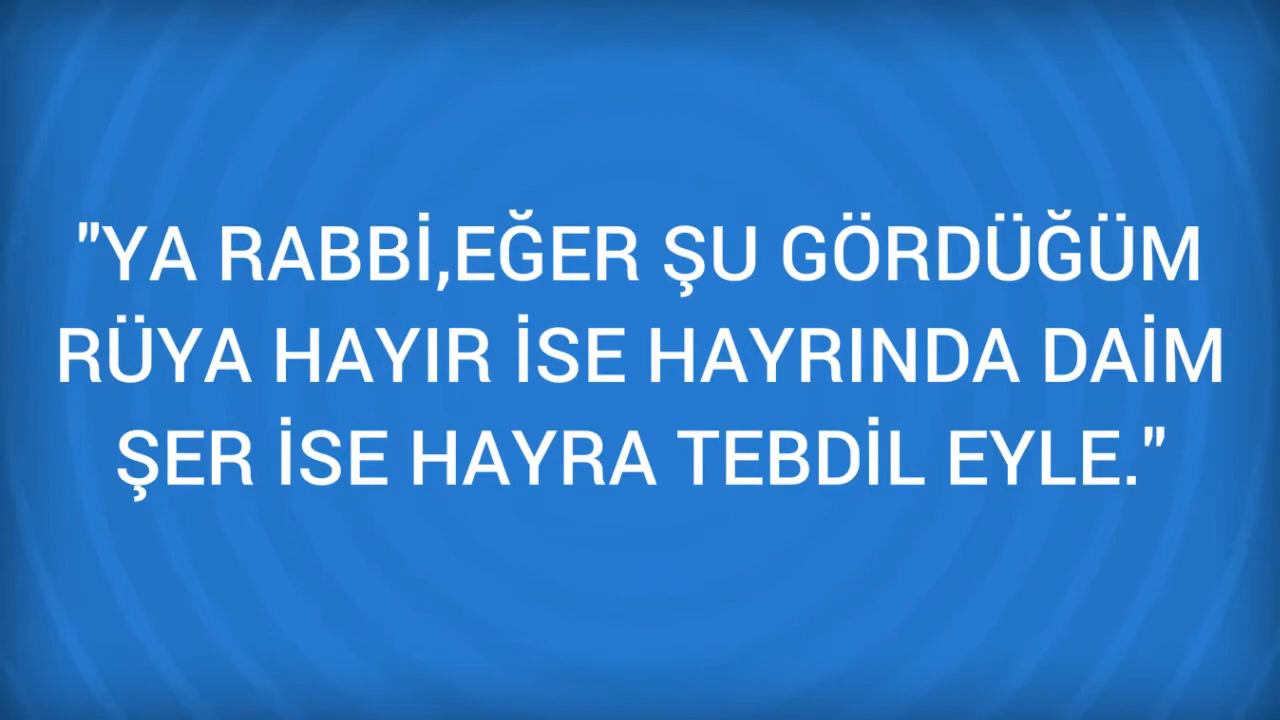 "YA RABBİ,EĞER ŞU GÖRDÜĞÜM
RÜYA HAYIR İSE HAYRINDA DAİM
ŞER İSE HAYRA TEBDİL EYLE."